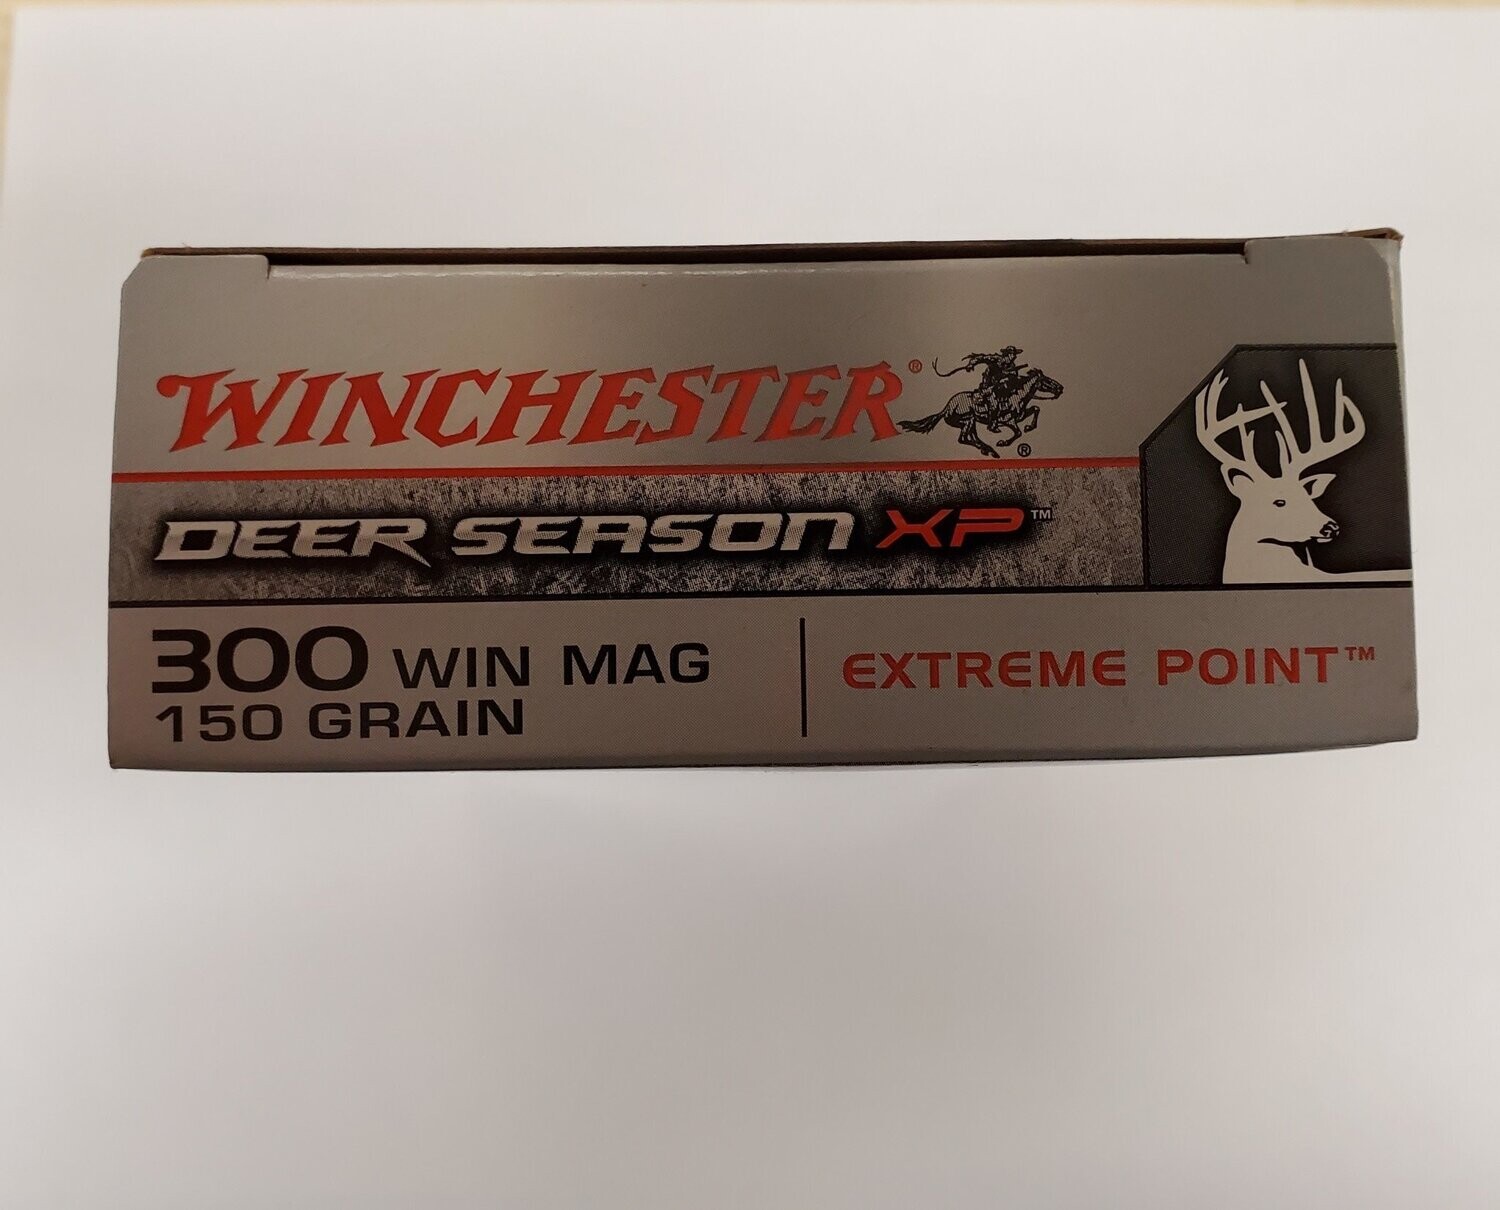 WINCHESTER®
®
DEER SEASON XP™
300 WIN MAG
150 GRAIN
EXTREME POINT™